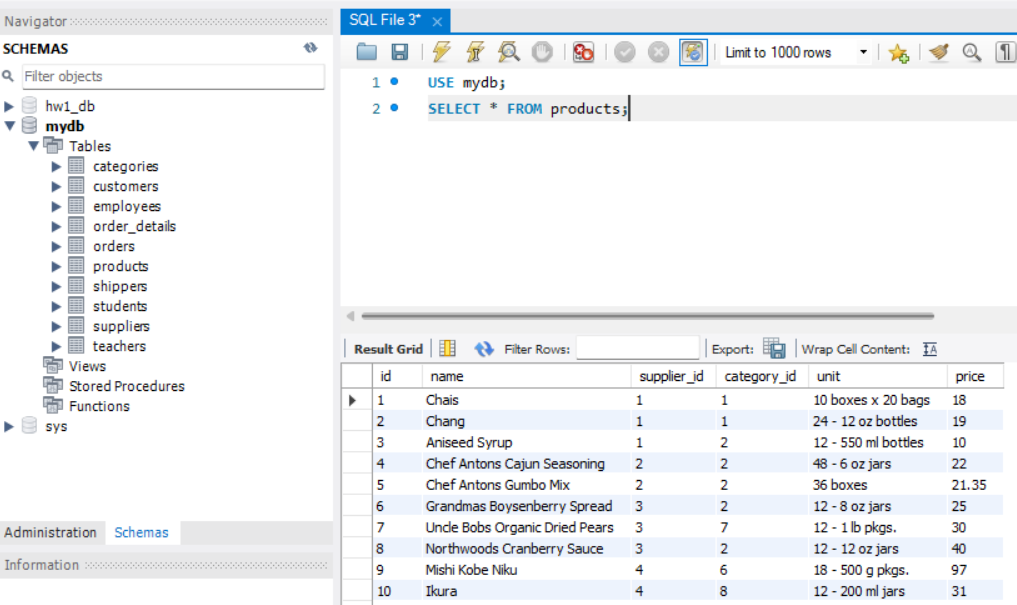 Navigator
SCHEMAS
Filter objects
hw1_db
mydb
Tables
categories
customers
employees
order_details
orders
products
shippers
students
suppliers
teachers
Views
Stored Procedures
Functions
sys
Administration Schemas
Information
SQL File 3* ×
Limit to 1000 rows
1 USE mydb;
2 SELECT * FROM products;
Result Grid Filter Rows: Export: Wrap Cell Content: IA
id name supplier_id category_id unit price
1 Chais 1 1 10 boxes x 20 bags 18
2 Chang 1 1 24 - 12 oz bottles 19
3 Aniseed Syrup 1 2 12 - 550 ml bottles 10
4 Chef Antons Cajun Seasoning 2 2 48 - 6 oz jars 22
5 Chef Antons Gumbo Mix 2 2 36 boxes 21.35
6 Grandmas Boysenberry Spread 3 2 12 - 8 oz jars 25
7 Uncle Bobs Organic Dried Pears 3 7 12 - 1 lb pkgs. 30
8 Northwoods Cranberry Sauce 3 2 12 - 12 oz jars 40
9 Mishi Kobe Niku 4 6 18 - 500 g pkgs. 97
10 Ikura 4 8 12 - 200 ml jars 31